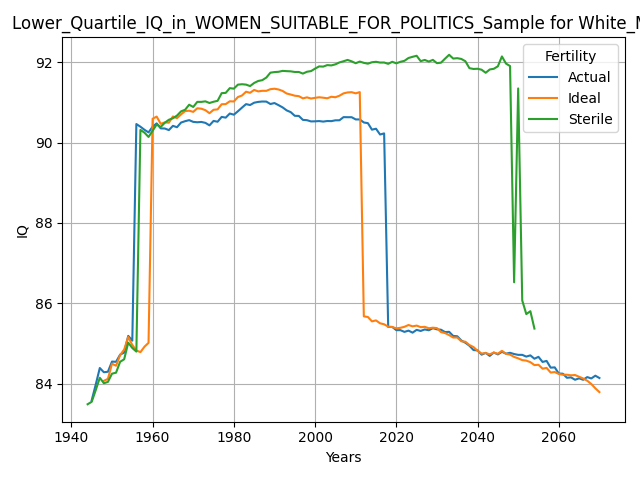 Lower_Quartile_IQ_in_WOMEN_SUITABLE_FOR_POLITICS_Sample for White_M
92
90
88
86
84
IQ
Fertility
Actual
Ideal
Sterile
1940 1960 1980 2000 2020 2040 2060
Years